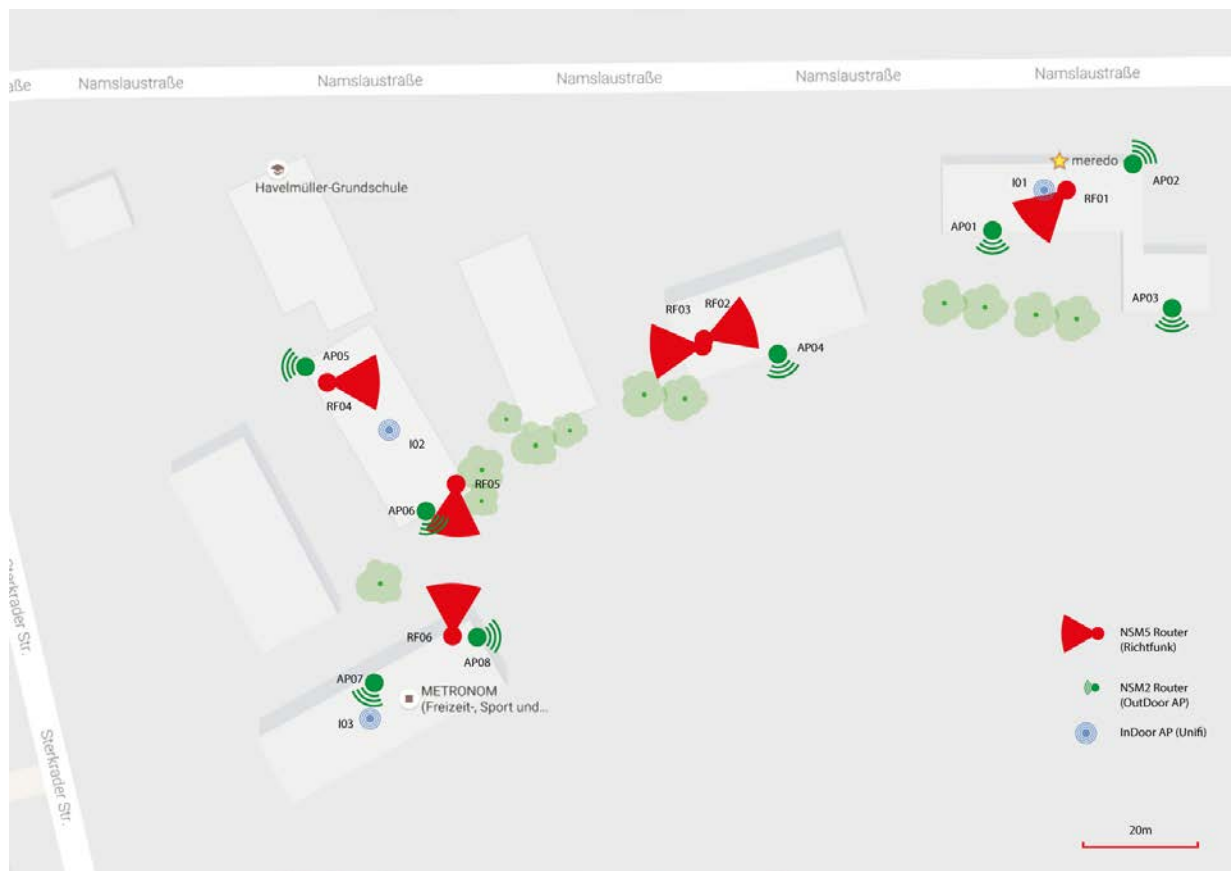 aße
Namslaustraße
Namslaustraße
Namslaustraße
Namslaustraße
Namslaustraße
Havelmüller-Grundschule
meredo
AP02
I01
RF01
AP01
AP03
RF02
RF03
AP04
AP05
RF04
I02
RF05
AP06
RF06
AP08
AP07
METRONOM
(Freizeit-, Sport und...
I03
Sterkrader Str.
Sterkrader Str.
NSM5 Router
(Richtfunk)
NSM2 Router
(OutDoor AP)
InDoor AP (Unifi)
20m